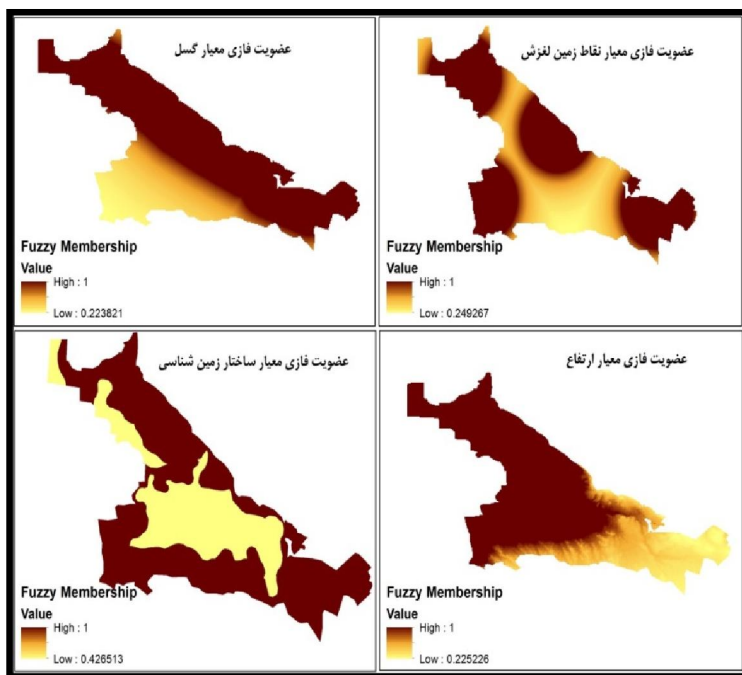 عضویت فازی معیار گسل
Fuzzy Membership
Value
High : 1
Low : 0.223821
عضویت فازی معیار نقاط زمین لغزش
Fuzzy Membership
Value
High : 1
Low : 0.249267
عضویت فازی معیار ساختار زمین شناسی
Fuzzy Membership
Value
High : 1
Low : 0.426513
عضویت فازی معیار ارتفاع
Fuzzy Membership
Value
High : 1
Low : 0.225226